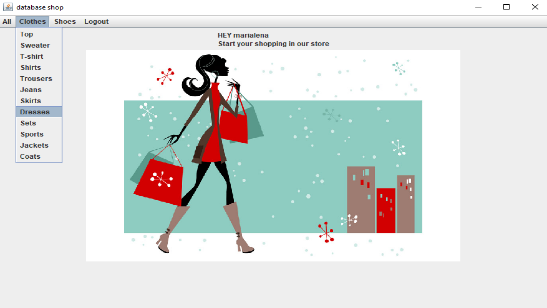 database shop
All Clothes Shoes Logout
HEY marialena
Start your shopping in our store
Top
Sweater
T-shirt
Shirts
Trousers
Jeans
Skirts
Dresses
Sets
Sports
Jackets
Coats